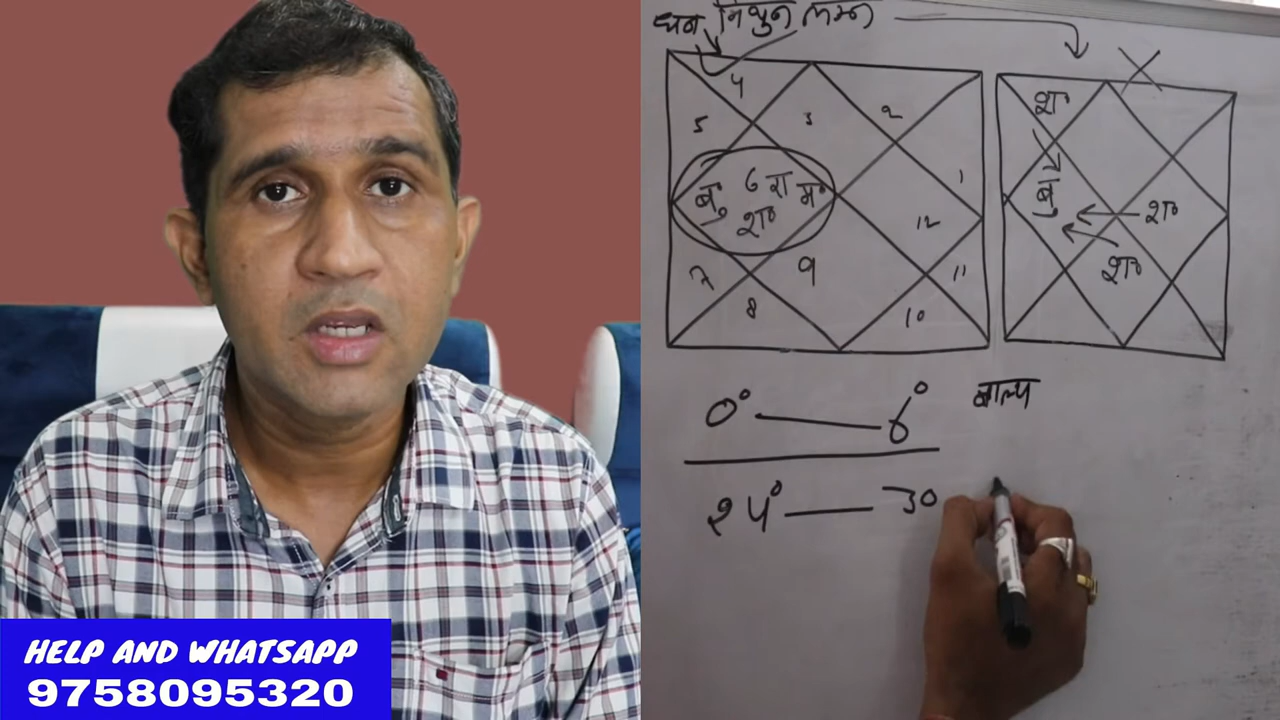 धन मिथुन लग्न
4
5 3 2
1
बु 6 रा मं
श
12
7 9 11
8 10
श
बु श
श
0° 6° बाल्य
२५° 30
HELP AND WHATSAPP
9758095320